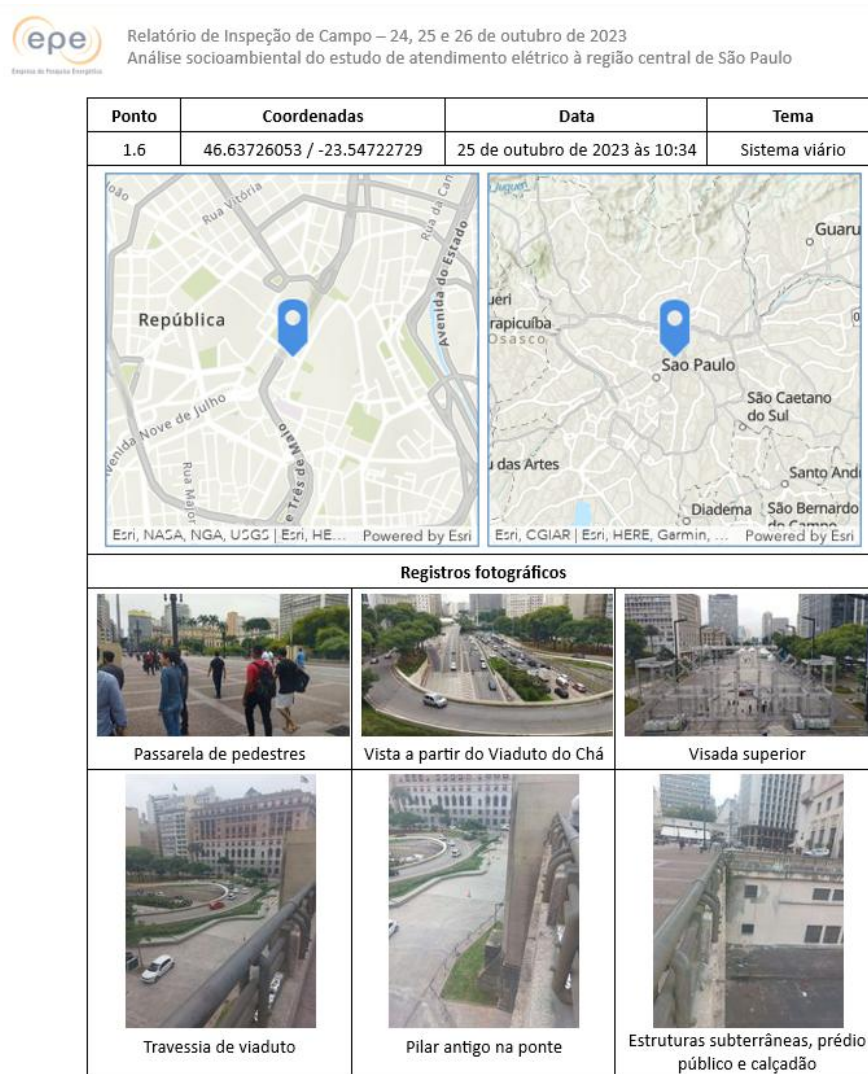 epe
Empresa de Pesquisa Energética
Relatório de Inspeção de Campo – 24, 25 e 26 de outubro de 2023
Análise socioambiental do estudo de atendimento elétrico à região central de São Paulo
Ponto Coordenadas Data Tema
1.6 46.63726053 / -23.54722729 25 de outubro de 2023 às 10:34 Sistema viário
João
Rua Vitória
Rua da Can
Avenida do Estado
República
venida Nove de Julho
Rua Major
e Três de Maio
Esri, NASA, NGA, USGS | Esri, HE... Powered by Esri
Juqueri
Guaru
ueri
rapicuíba
Osasco
Sao Paulo
São Caetano
do Sul
u das Artes
Santo And
Diadema
São Bernardo
do Campo
Esri, CGIAR | Esri, HERE, Garmin, ... Powered by Esri
Registros fotográficos
Passarela de pedestres
Vista a partir do Viaduto do Chá
Visada superior
Travessia de viaduto
Pilar antigo na ponte
Estruturas subterrâneas, prédio
público e calçadão